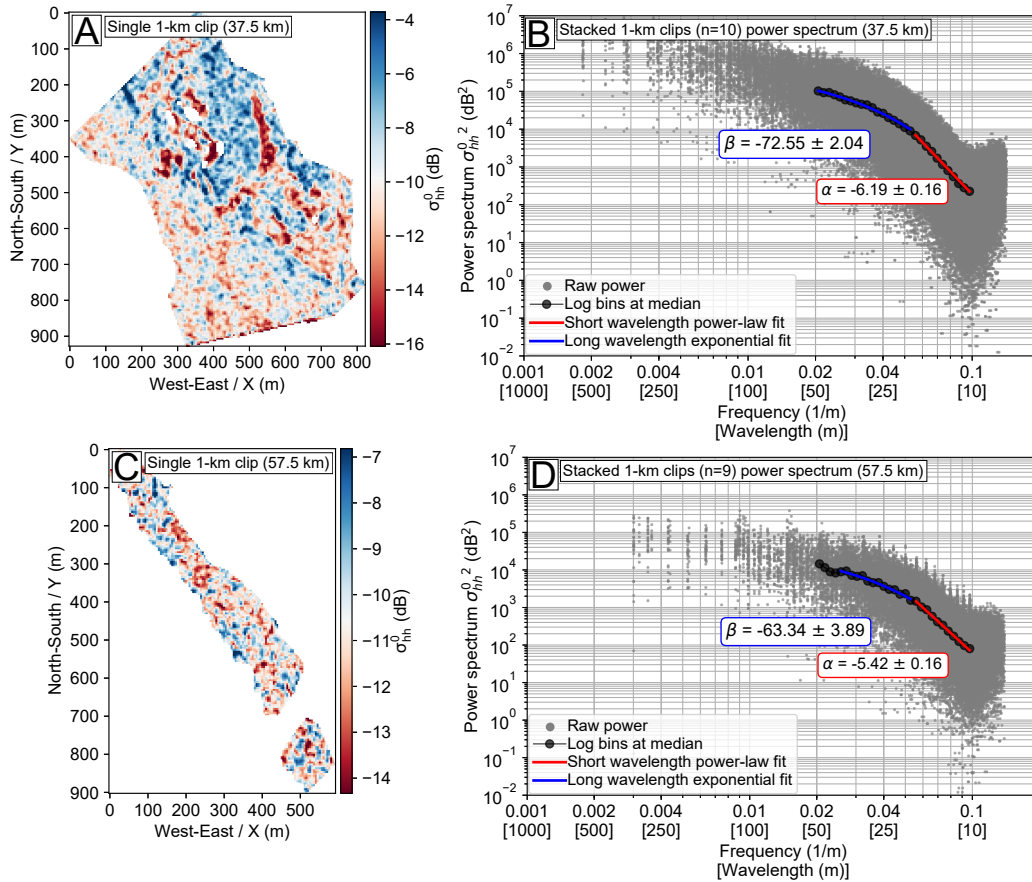 A Single 1-km clip (37.5 km)
0
100
200
300
400
500
600
700
800
900
North-South / Y (m)
0 100 200 300 400 500 600 700 800
West-East / X (m)
−4
−6
−8
−10
−12
−14
−16
σ⁰hh (dB)
B Stacked 1-km clips (n=10) power spectrum (37.5 km)
10⁷
10⁶
10⁵
10⁴
10³
10²
10¹
10⁰
10⁻¹
10⁻²
Power spectrum σ⁰hh² (dB²)
β = -72.55 ± 2.04
α = -6.19 ± 0.16
Raw power
Log bins at median
Short wavelength power-law fit
Long wavelength exponential fit
0.001 0.002 0.004 0.01 0.02 0.04 0.1
[1000] [500] [250] [100] [50] [25] [10]
Frequency (1/m)
[Wavelength (m)]
C Single 1-km clip (57.5 km)
0
100
200
300
400
500
600
700
800
900
North-South / Y (m)
0 100 200 300 400 500
West-East / X (m)
−7
−8
−9
−10
−11
−12
−13
−14
σ⁰hh (dB)
D Stacked 1-km clips (n=9) power spectrum (57.5 km)
10⁷
10⁶
10⁵
10⁴
10³
10²
10¹
10⁰
10⁻¹
10⁻²
Power spectrum σ⁰hh² (dB²)
β = -63.34 ± 3.89
α = -5.42 ± 0.16
Raw power
Log bins at median
Short wavelength power-law fit
Long wavelength exponential fit
0.001 0.002 0.004 0.01 0.02 0.04 0.1
[1000] [500] [250] [100] [50] [25] [10]
Frequency (1/m)
[Wavelength (m)]